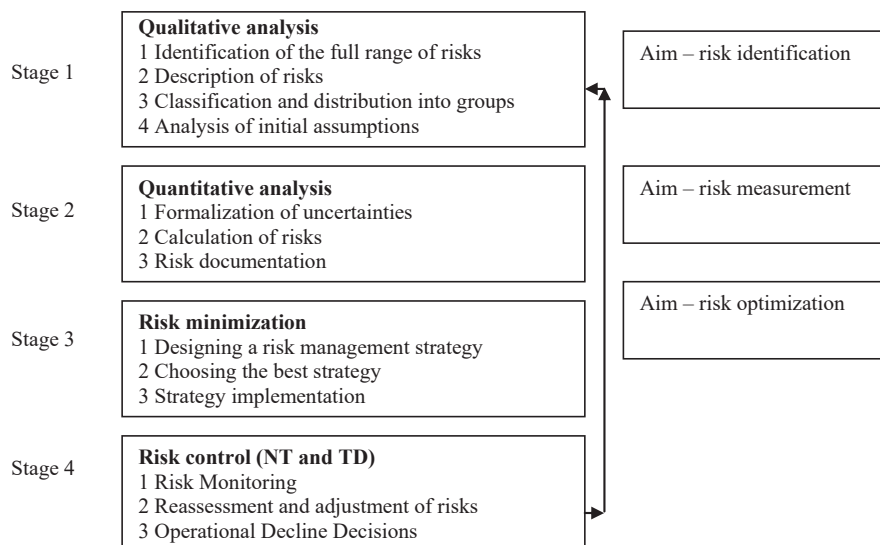 Stage 1
Qualitative analysis
1 Identification of the full range of risks
2 Description of risks
3 Classification and distribution into groups
4 Analysis of initial assumptions
Aim – risk identification
Stage 2
Quantitative analysis
1 Formalization of uncertainties
2 Calculation of risks
3 Risk documentation
Aim – risk measurement
Stage 3
Risk minimization
1 Designing a risk management strategy
2 Choosing the best strategy
3 Strategy implementation
Aim – risk optimization
Stage 4
Risk control (NT and TD)
1 Risk Monitoring
2 Reassessment and adjustment of risks
3 Operational Decline Decisions